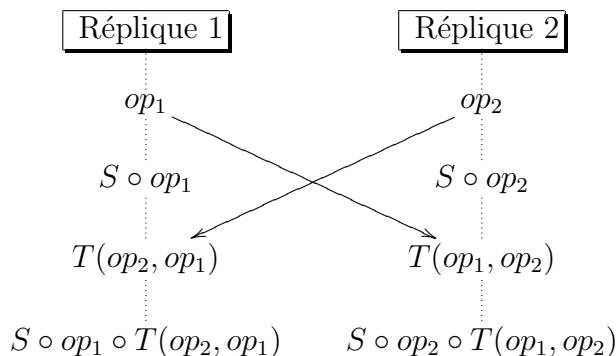 Réplique 1 Réplique 2
op₁ op₂
S ∘ op₁ S ∘ op₂
T(op₂, op₁) T(op₁, op₂)
S ∘ op₁ ∘ T(op₂, op₁) S ∘ op₂ ∘ T(op₁, op₂)